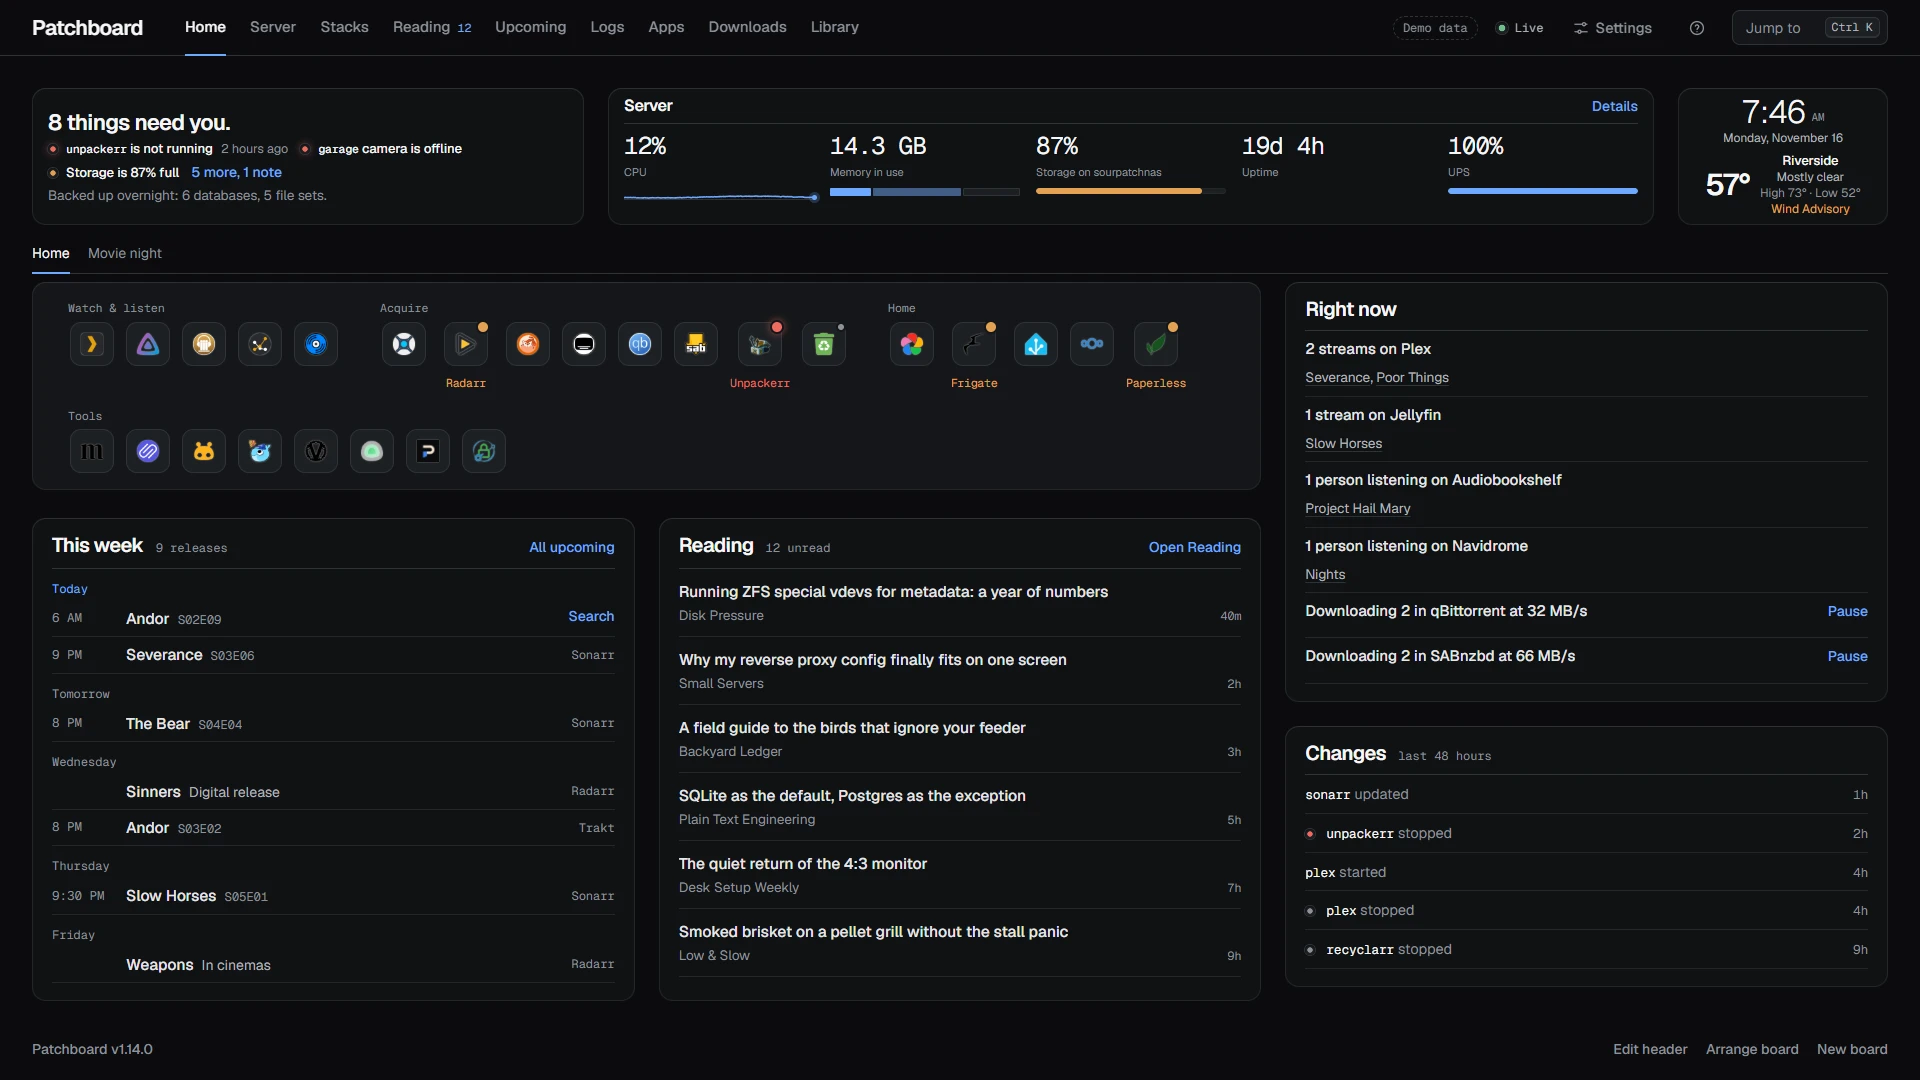 Patchboard
Home
Server
Stacks
Reading 12
Upcoming
Logs
Apps
Downloads
Library
Demo data
Live
Settings
Jump to
Ctrl K
8 things need you.
unpackerr is not running 2 hours ago
garage camera is offline
Storage is 87% full
5 more, 1 note
Backed up overnight: 6 databases, 5 file sets.
Server
Details
12%
CPU
14.3 GB
Memory in use
87%
Storage on sourpatchnas
19d 4h
Uptime
100%
UPS
7:46 AM
Monday, November 16
57°
Riverside
Mostly clear
High 73° · Low 52°
Wind Advisory
Home
Movie night
Watch & listen
Acquire
Radarr
qb
sab
Unpackerr
Home
Frigate
Paperless
Tools
m
This week 9 releases
All upcoming
Today
6 AM Andor S02E09 Search
9 PM Severance S03E06 Sonarr
Tomorrow
8 PM The Bear S04E04 Sonarr
Wednesday
Sinners Digital release Radarr
8 PM Andor S03E02 Trakt
Thursday
9:30 PM Slow Horses S05E01 Sonarr
Friday
Weapons In cinemas Radarr
Reading 12 unread
Open Reading
Running ZFS special vdevs for metadata: a year of numbers
Disk Pressure 40m
Why my reverse proxy config finally fits on one screen
Small Servers 2h
A field guide to the birds that ignore your feeder
Backyard Ledger 3h
SQLite as the default, Postgres as the exception
Plain Text Engineering 5h
The quiet return of the 4:3 monitor
Desk Setup Weekly 7h
Smoked brisket on a pellet grill without the stall panic
Low & Slow 9h
Right now
2 streams on Plex
Severance, Poor Things
1 stream on Jellyfin
Slow Horses
1 person listening on Audiobookshelf
Project Hail Mary
1 person listening on Navidrome
Nights
Downloading 2 in qBittorrent at 32 MB/s Pause
Downloading 2 in SABnzbd at 66 MB/s Pause
Changes last 48 hours
sonarr updated 1h
unpackerr stopped 2h
plex started 4h
plex stopped 4h
recyclarr stopped 9h
Patchboard v1.14.0
Edit header
Arrange board
New board